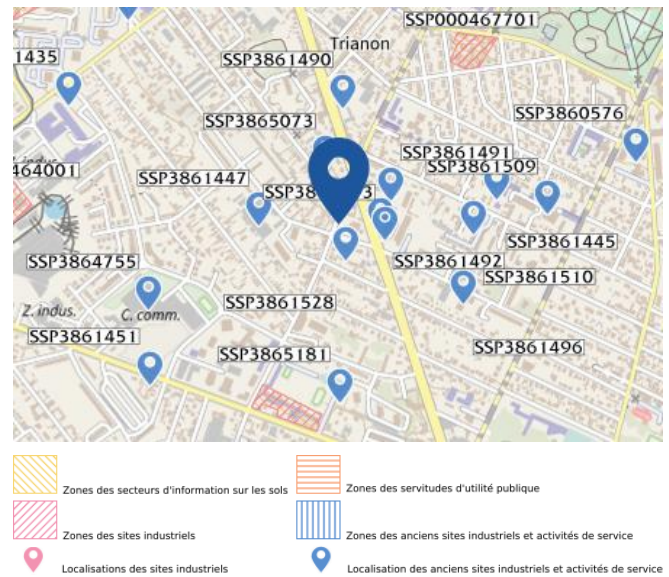 SSP000467701
Trianon
1435
SSP3861490
SSP3860576
SSP3865073
SSP3861491
SSP3861509
464001
SSP3861447
SSP3861445
SSP3861492
SSP3864755
SSP3861510
Z. indus.
C. comm.
SSP3861528
SSP3861451
SSP3865181
SSP3861496
Zones des secteurs d'information sur les sols
Zones des servitudes d'utilité publique
Zones des sites industriels
Zones des anciens sites industriels et activités de service
Localisations des sites industriels
Localisation des anciens sites industriels et activités de service